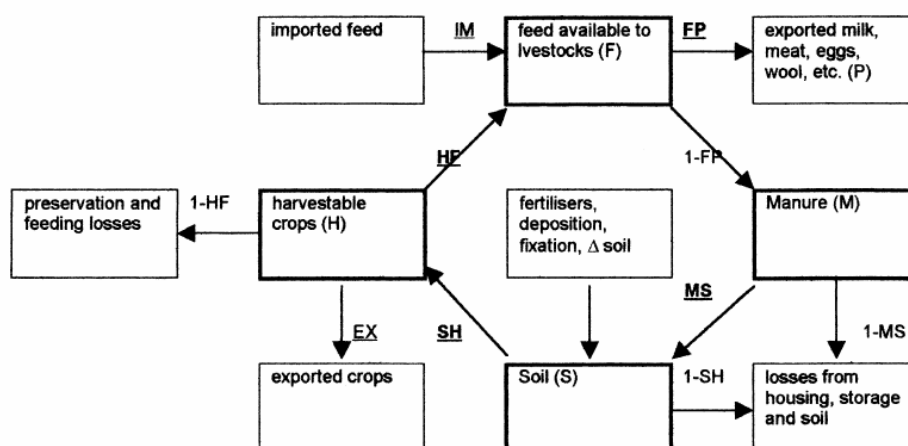 imported feed
IM
feed available to
lvestocks (F)
FP
exported milk,
meat, eggs,
wool, etc. (P)
HF
1-FP
preservation and
feeding losses
1-HF
harvestable
crops (H)
fertilisers,
deposition,
fixation, Δ soil
Manure (M)
MS
EX
SH
1-MS
exported crops
Soil (S)
1-SH
losses from
housing, storage
and soil